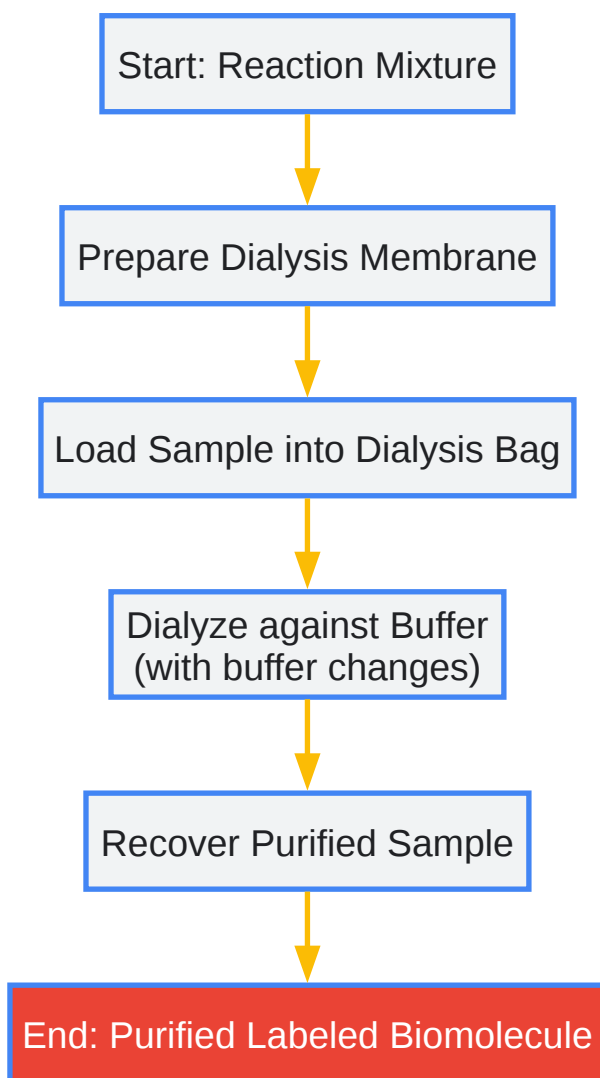 Start: Reaction Mixture
Prepare Dialysis Membrane
Load Sample into Dialysis Bag
Dialyze against Buffer
(with buffer changes)
Recover Purified Sample
End: Purified Labeled Biomolecule